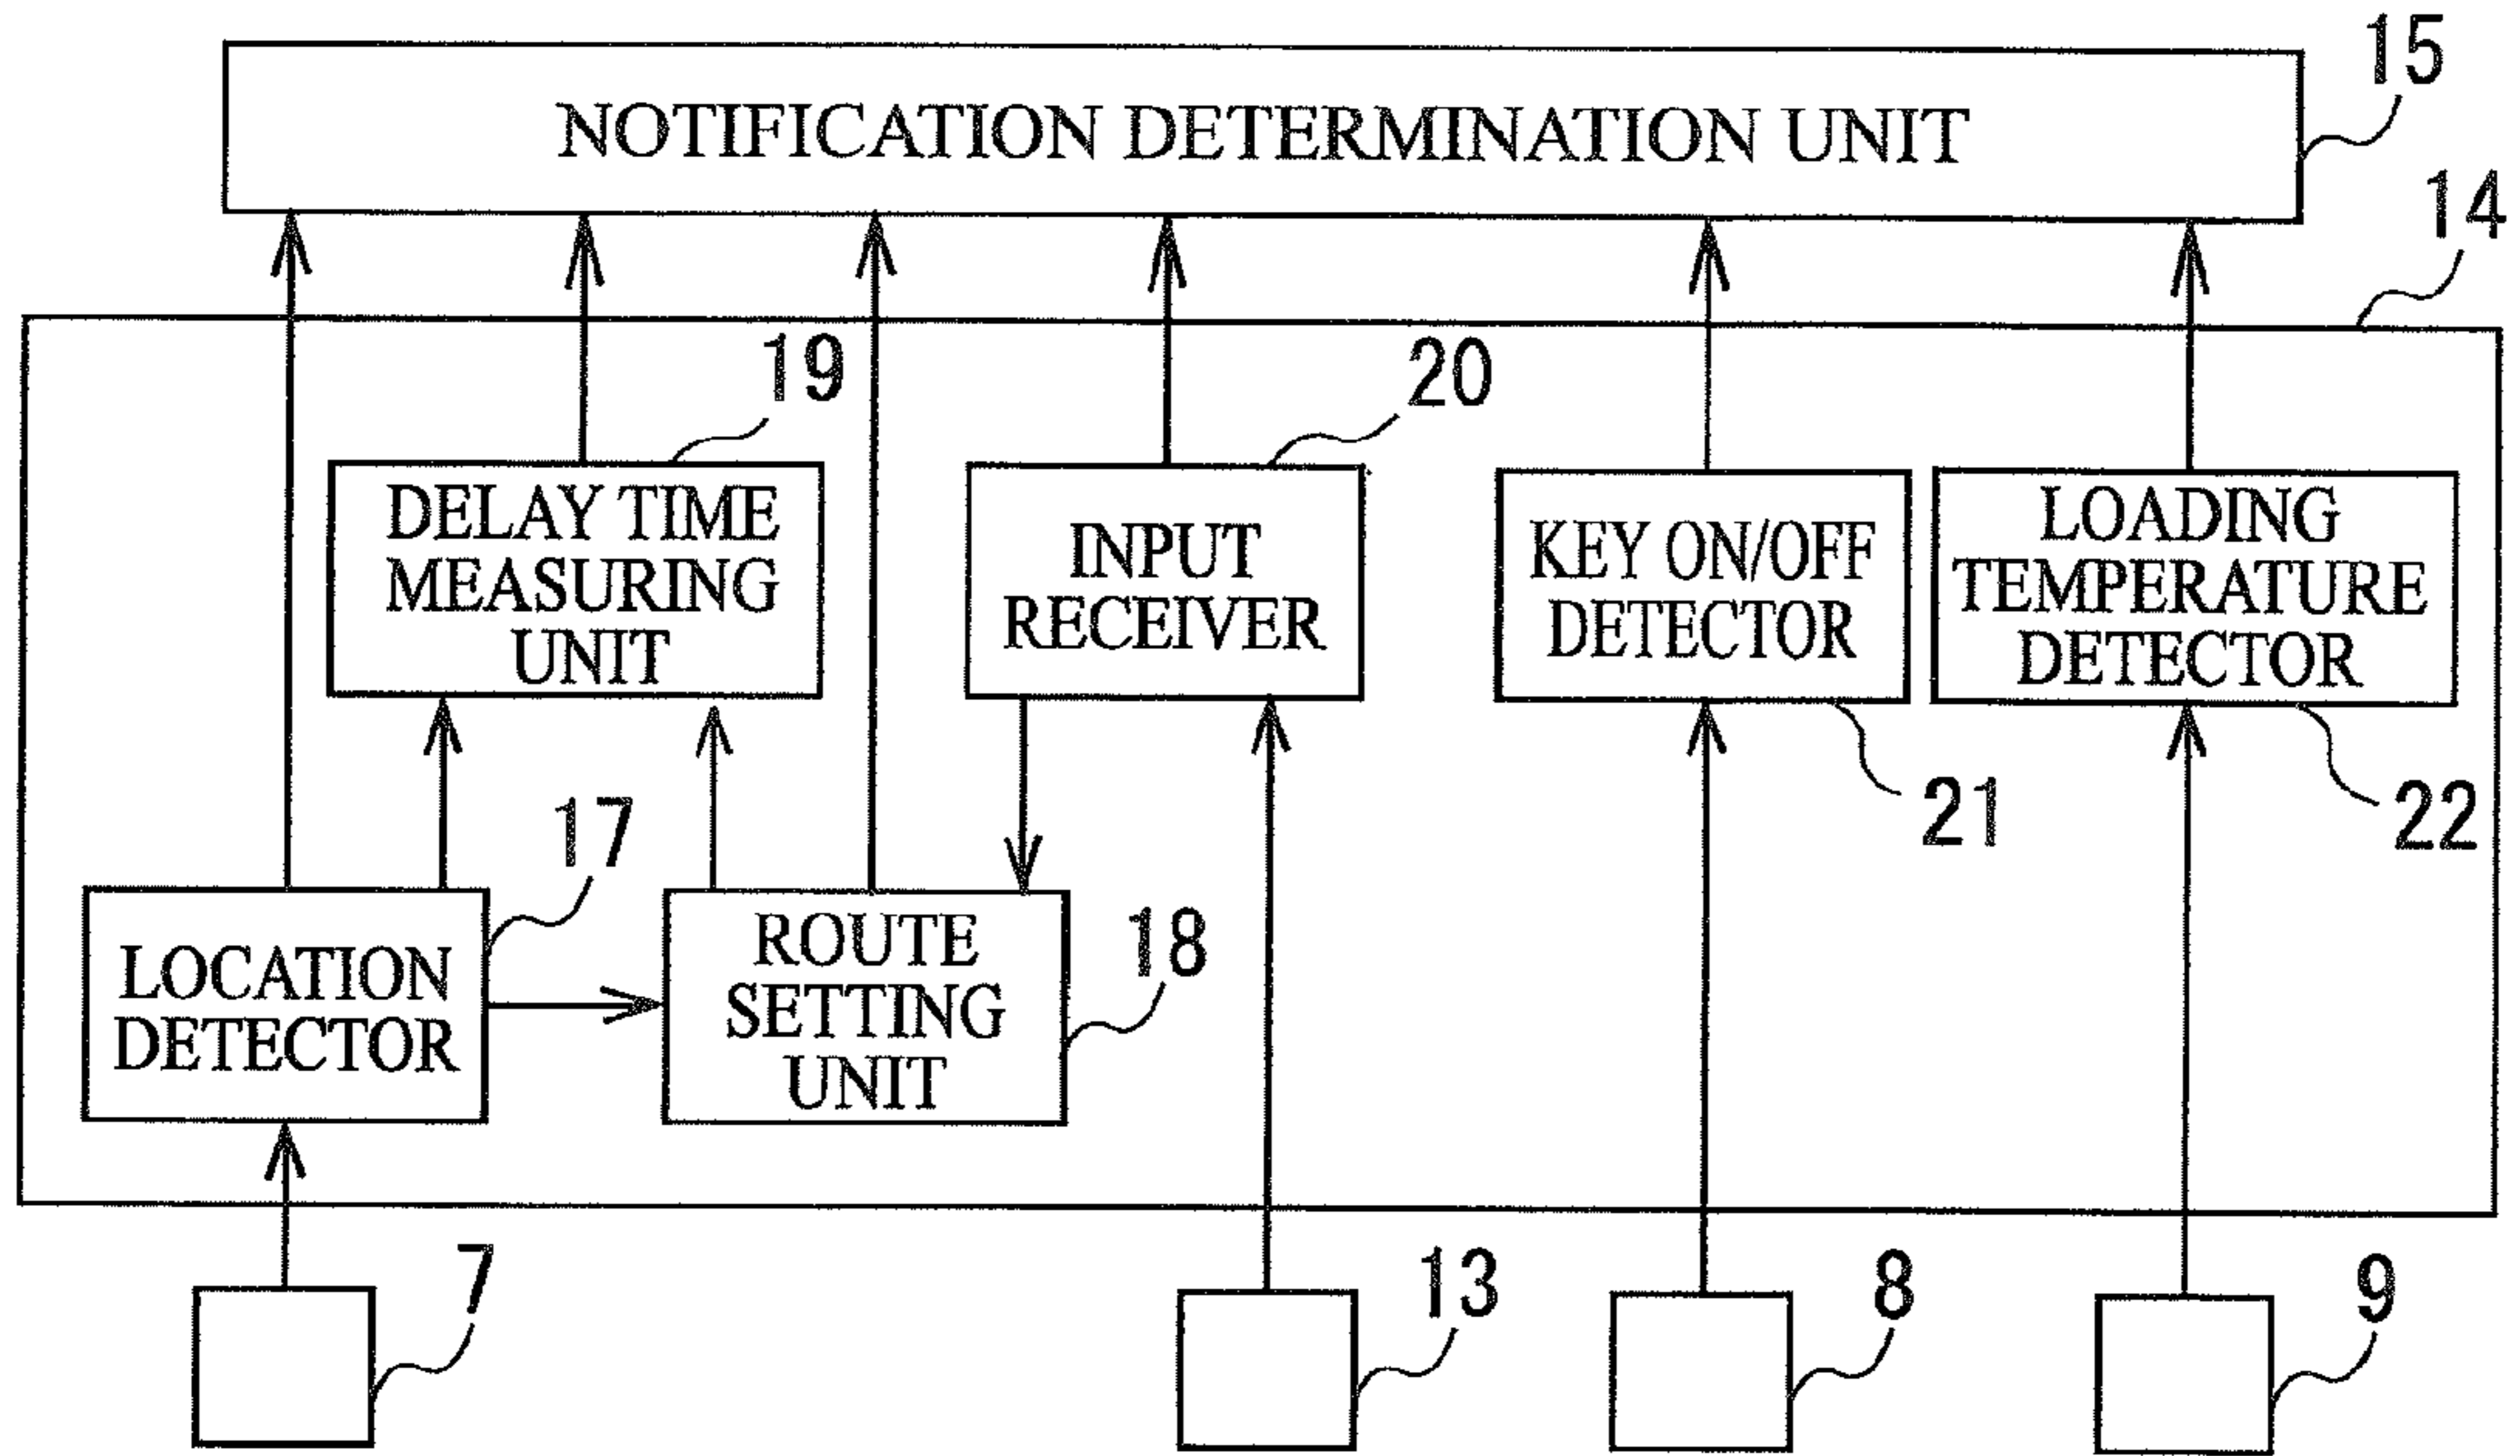 15
NOTIFICATION DETERMINATION UNIT
14
19
20
DELAY TIME
MEASURING
UNIT
INPUT
RECEIVER
KEY ON/OFF
DETECTOR
LOADING
TEMPERATURE
DETECTOR
21
22
17
18
LOCATION
DETECTOR
ROUTE
SETTING
UNIT
7
13
8
9